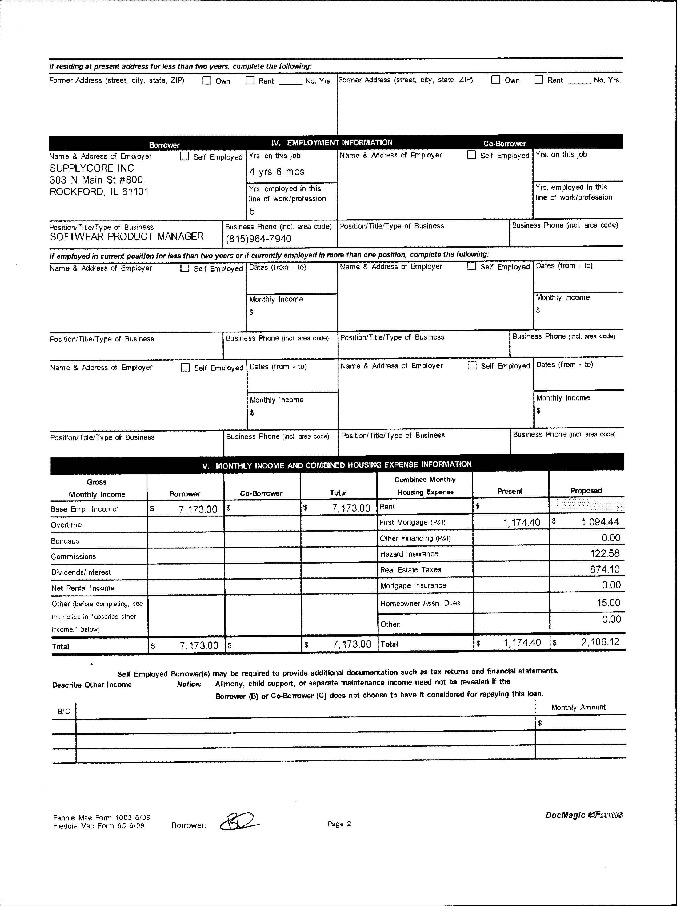 If residing at present address for less than two years, complete the following:
Former Address (street, city, state, ZIP) Own Rent No. Yrs. Former Address (street, city, state, ZIP) Own Rent No. Yrs.
Borrower IV. EMPLOYMENT INFORMATION Co-Borrower
Name & Address of Employer Self Employed Yrs. on this job Name & Address of Employer Self Employed Yrs. on this job
SUPPLYCORE INC
303 N Main St #800
ROCKFORD, IL 61101
4 yrs 6 mos
Yrs. employed in this line of work/profession Yrs. employed in this line of work/profession
Position/Title/Type of Business Business Phone (incl. area code) Position/Title/Type of Business Business Phone (incl. area code)
SOFTWEAR PRODUCT MANAGER (815)964-7940
If employed in current position for less than two years or if currently employed in more than one position, complete the following:
Name & Address of Employer Self Employed Dates (from - to) Name & Address of Employer Self Employed Dates (from - to)
Monthly Income Monthly Income
$ $
Position/Title/Type of Business Business Phone (incl. area code) Position/Title/Type of Business Business Phone (incl. area code)
Name & Address of Employer Self Employed Dates (from - to) Name & Address of Employer Self Employed Dates (from - to)
Monthly Income Monthly Income
$ $
Position/Title/Type of Business Business Phone (incl. area code) Position/Title/Type of Business Business Phone (incl. area code)
V. MONTHLY INCOME AND COMBINED HOUSING EXPENSE INFORMATION
Gross Monthly Income Borrower Co-Borrower Total Combined Monthly Housing Expense Present Proposed
Base Empl. Income* $ 7,173.00 $ $ 7,173.00 Rent $
Overtime First Mortgage (P&I) 1,174.40 $ 1,094.44
Bonuses Other Financing (P&I) 0.00
Commissions Hazard Insurance 122.58
Dividends/Interest Real Estate Taxes 874.10
Net Rental Income Mortgage Insurance 0.00
Other (before completing, see the notice in "describe other income," below) Homeowner Assn. Dues 15.00
Other: 0.00
Total $ 7,173.00 $ $ 7,173.00 Total $ 1,174.40 $ 2,106.12
Self Employed Borrower(s) may be required to provide additional documentation such as tax returns and financial statements.
Describe Other Income Notice: Alimony, child support, or separate maintenance income need not be revealed if the
Borrower (B) or Co-Borrower (C) does not choose to have it considered for repaying this loan.
B/C Monthly Amount
$
Fannie Mae Form 1003 6/09
Freddie Mac Form 65 6/09 Borrower: Page 2
DocMagic eForms